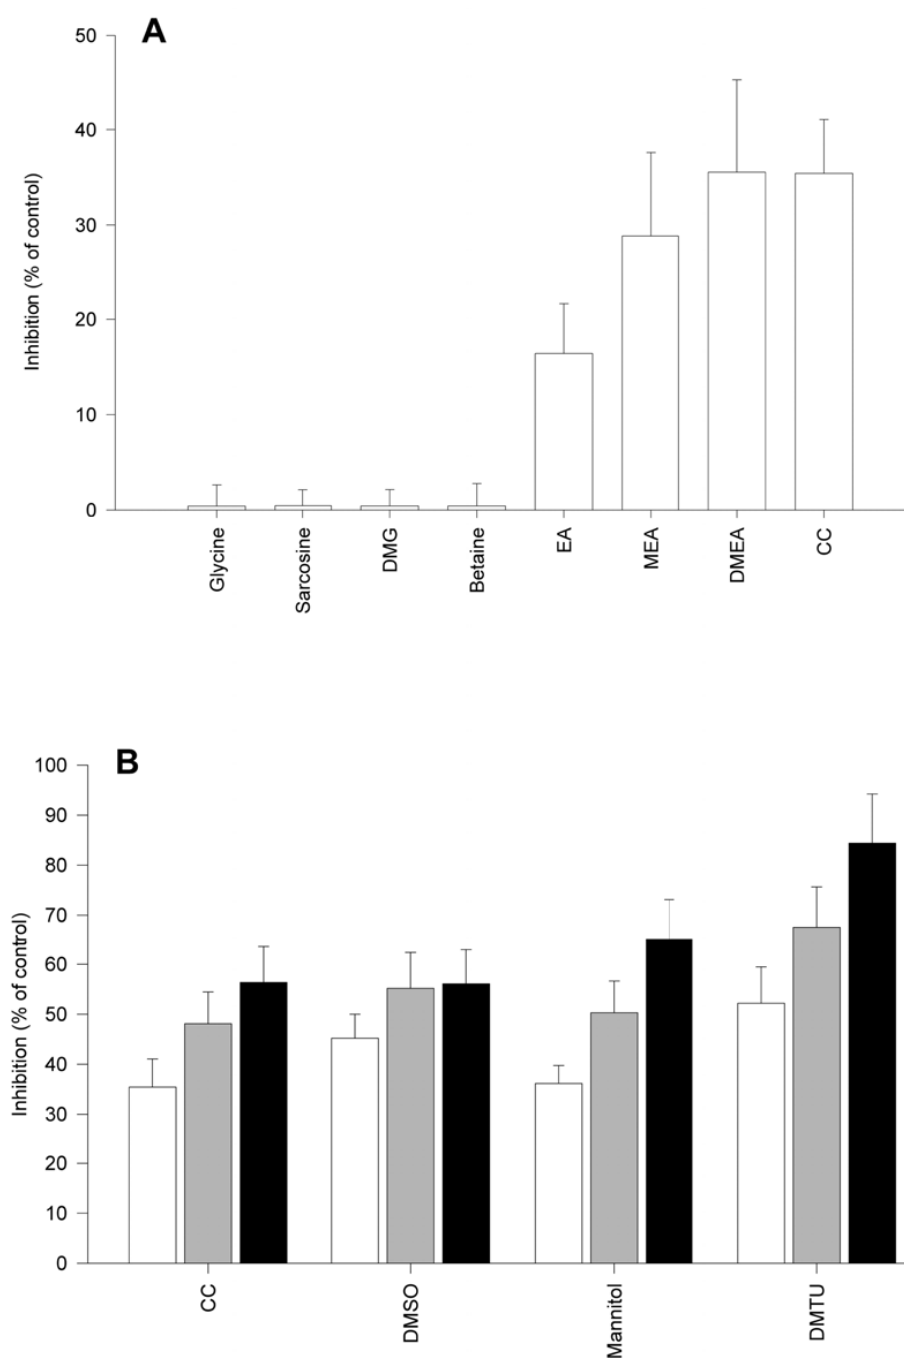 A
Inhibition (% of control)
50
40
30
20
10
0
Glycine
Sarcosine
DMG
Betaine
EA
MEA
DMEA
CC
B
Inhibition (% of control)
100
90
80
70
60
50
40
30
20
10
0
CC
DMSO
Mannitol
DMTU